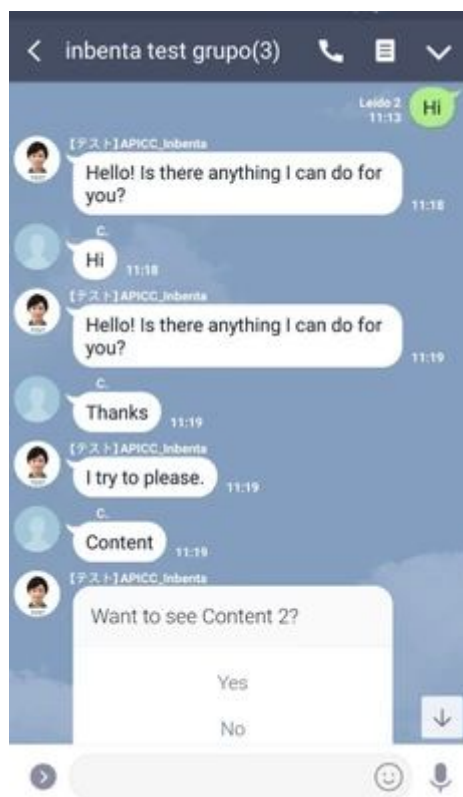 inbenta test grupo(3)
Leído 2
11:13
Hi
【テスト】APICC_Inbenta
Hello! Is there anything I can do for
you?
11:18
C.
Hi
11:18
【テスト】APICC_Inbenta
Hello! Is there anything I can do for
you?
11:19
C.
Thanks
11:19
【テスト】APICC_Inbenta
I try to please.
11:19
C.
Content
11:19
【テスト】APICC_Inbenta
Want to see Content 2?
Yes
No